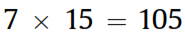 7 × 15 = 105